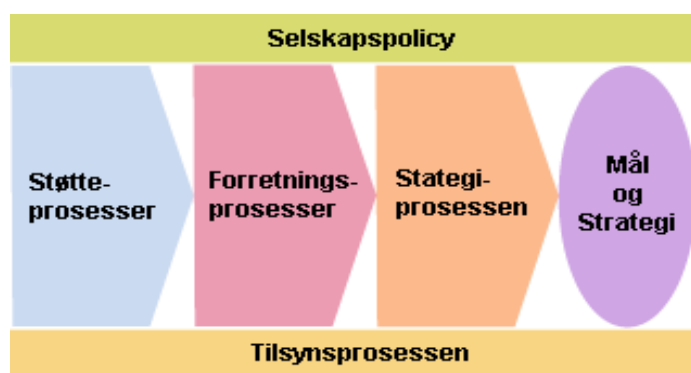 Selskapspolicy
Støtte-
prosesser
Forretnings-
prosesser
Stategi-
prosessen
Mål
og
Strategi
Tilsynsprosessen